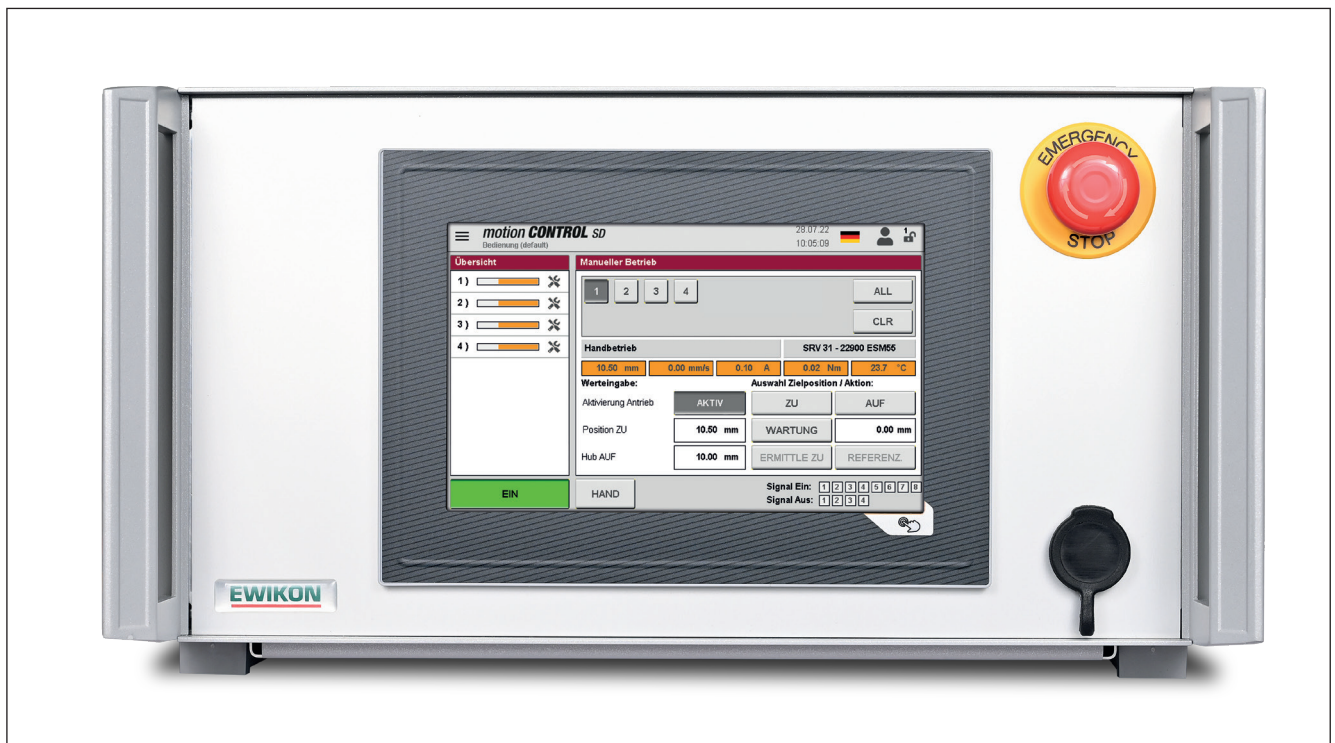 EMERGENCY
STOP
motion CONTROL SD
Bedienung (default)
28.07.22
10:05:09
1
Übersicht
1)
2)
3)
4)
Manueller Betrieb
1 2 3 4 ALL
CLR
Handbetrieb SRV 31 - 22900 ESM55
10.50 mm 0.00 mm/s 0.10 A 0.02 Nm 23.7 °C
Werteingabe: Auswahl Zielposition / Aktion:
Aktivierung Antrieb AKTIV ZU AUF
Position ZU 10.50 mm WARTUNG 0.00 mm
Hub AUF 10.00 mm ERMITTLE ZU REFERENZ.
EIN HAND
Signal Ein: 1 2 3 4 5 6 7 8
Signal Aus: 1 2 3 4
EWIKON